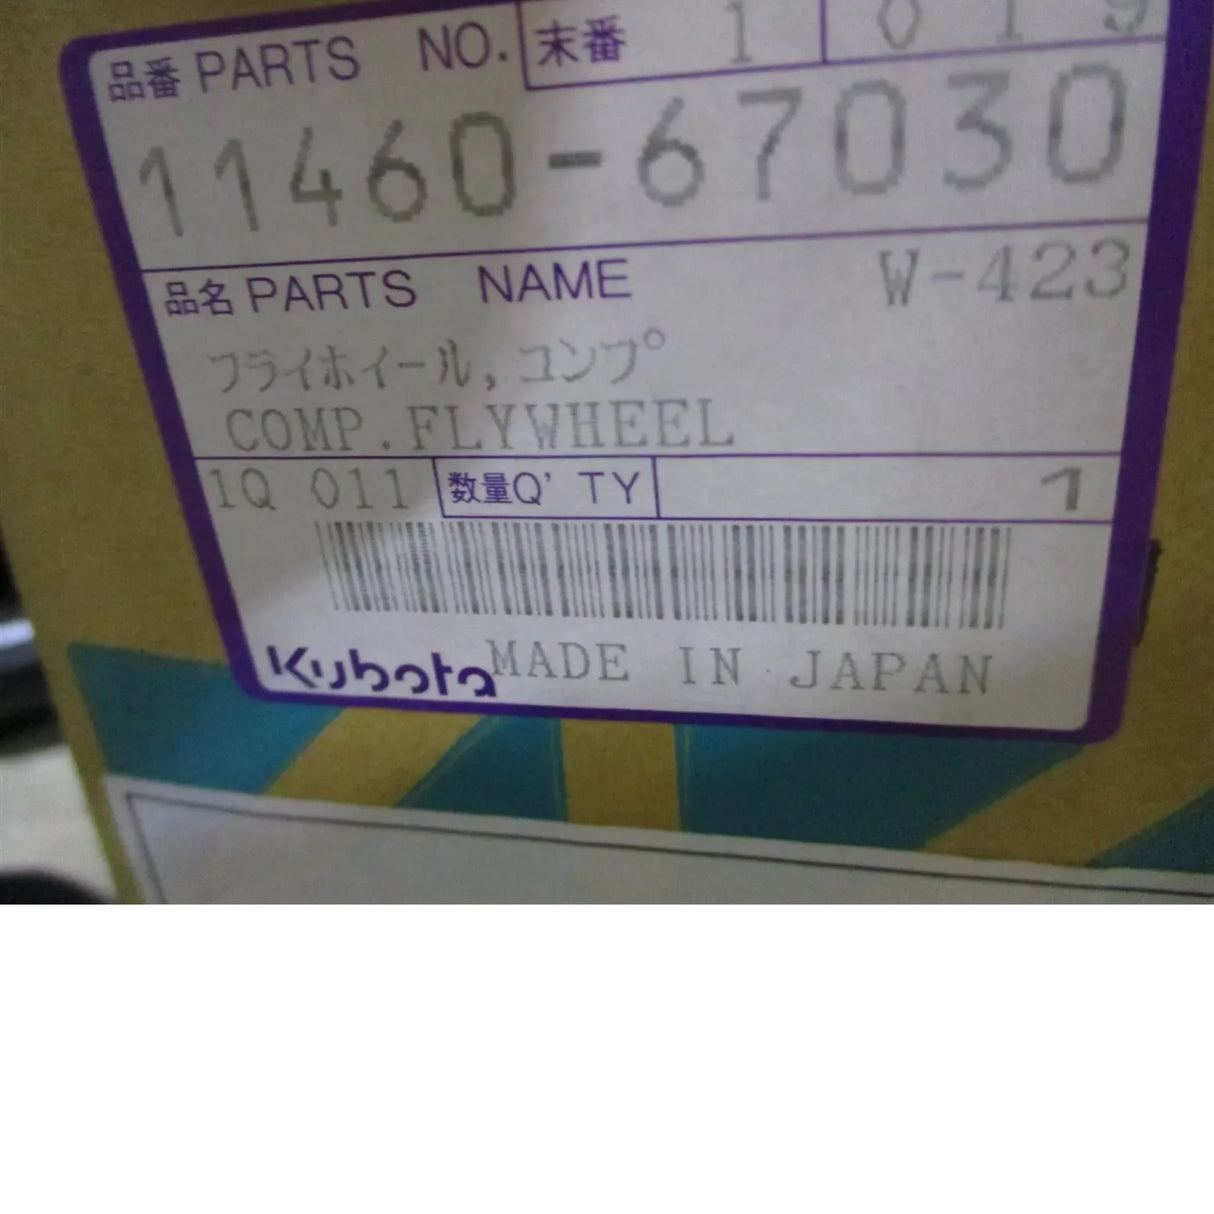 品番 PARTS NO. 末番 1
11460-67030
品名 PARTS NAME W-423
フライホイール,コンプ゜
COMP.FLYWHEEL
1Q 011 数量Q' TY 1
Kubota MADE IN JAPAN